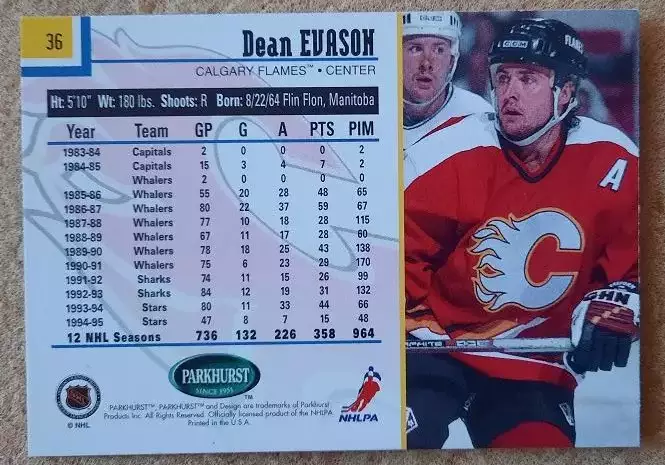 36
Dean EVASON
CALGARY FLAMES™ • CENTER
Ht: 5'10" Wt: 180 lbs. Shoots: R Born: 8/22/64 Flin Flon, Manitoba
Year Team GP G A PTS PIM
1983-84 Capitals 2 0 0 0 2
1984-85 Capitals 15 3 4 7 2
Whalers 2 0 0 0 0
1985-86 Whalers 55 20 28 48 65
1986-87 Whalers 80 22 37 59 67
1987-88 Whalers 77 10 18 28 115
1988-89 Whalers 67 11 17 28 60
1989-90 Whalers 78 18 25 43 138
1990-91 Whalers 75 6 23 29 170
1991-92 Sharks 74 11 15 26 99
1992-93 Sharks 84 12 19 31 132
1993-94 Stars 80 11 33 44 66
1994-95 Stars 47 8 7 15 48
12 NHL Seasons 736 132 226 358 964
PARKHURST
SINCE 1951
™
NHL
© NHL
PARKHURST™, PARKHURST™ and Design are trademarks of Parkhurst
Products Inc. All Rights Reserved. Officially licensed product of the NHLPA
Printed in the U.S.A.
NHLPA
CCM
FLAMES
A
C